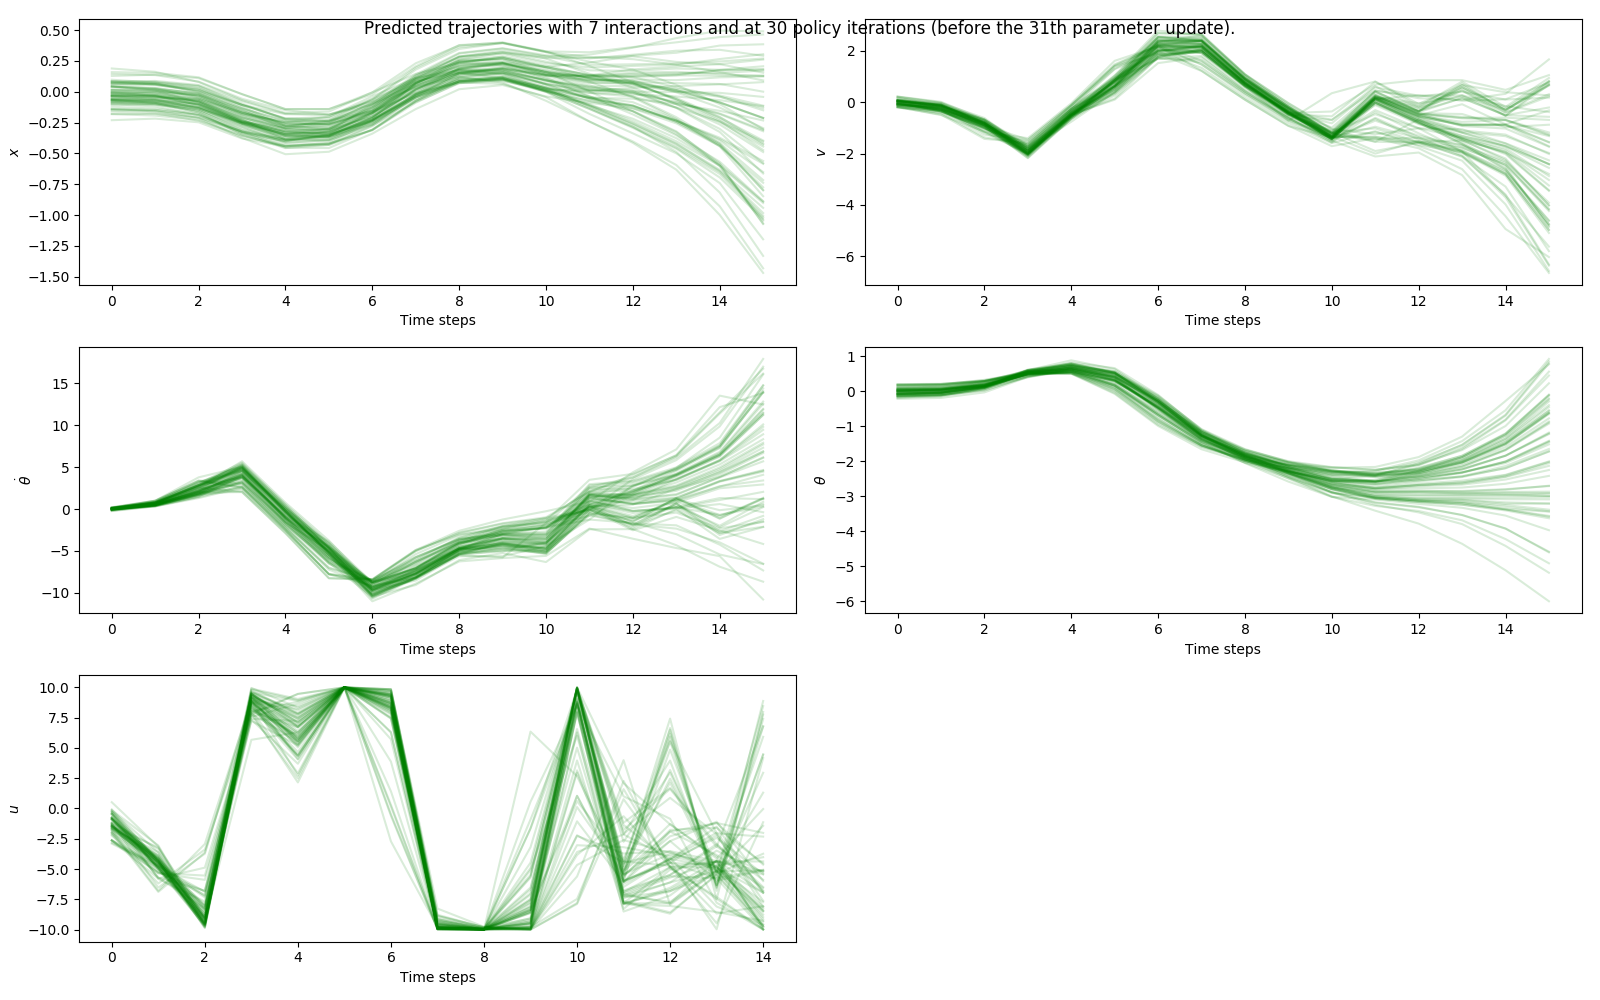 Predicted trajectories with 7 interactions and at 30 policy iterations (before the 31th parameter update).
0.50
0.25
0.00
−0.25
−0.50
−0.75
−1.00
−1.25
−1.50
x
0 2 4 6 8 10 12 14
Time steps
2
0
−2
−4
−6
v
0 2 4 6 8 10 12 14
Time steps
15
10
5
0
−5
−10
θ̇
0 2 4 6 8 10 12 14
Time steps
1
0
−1
−2
−3
−4
−5
−6
θ
0 2 4 6 8 10 12 14
Time steps
10.0
7.5
5.0
2.5
0.0
−2.5
−5.0
−7.5
−10.0
u
0 2 4 6 8 10 12 14
Time steps